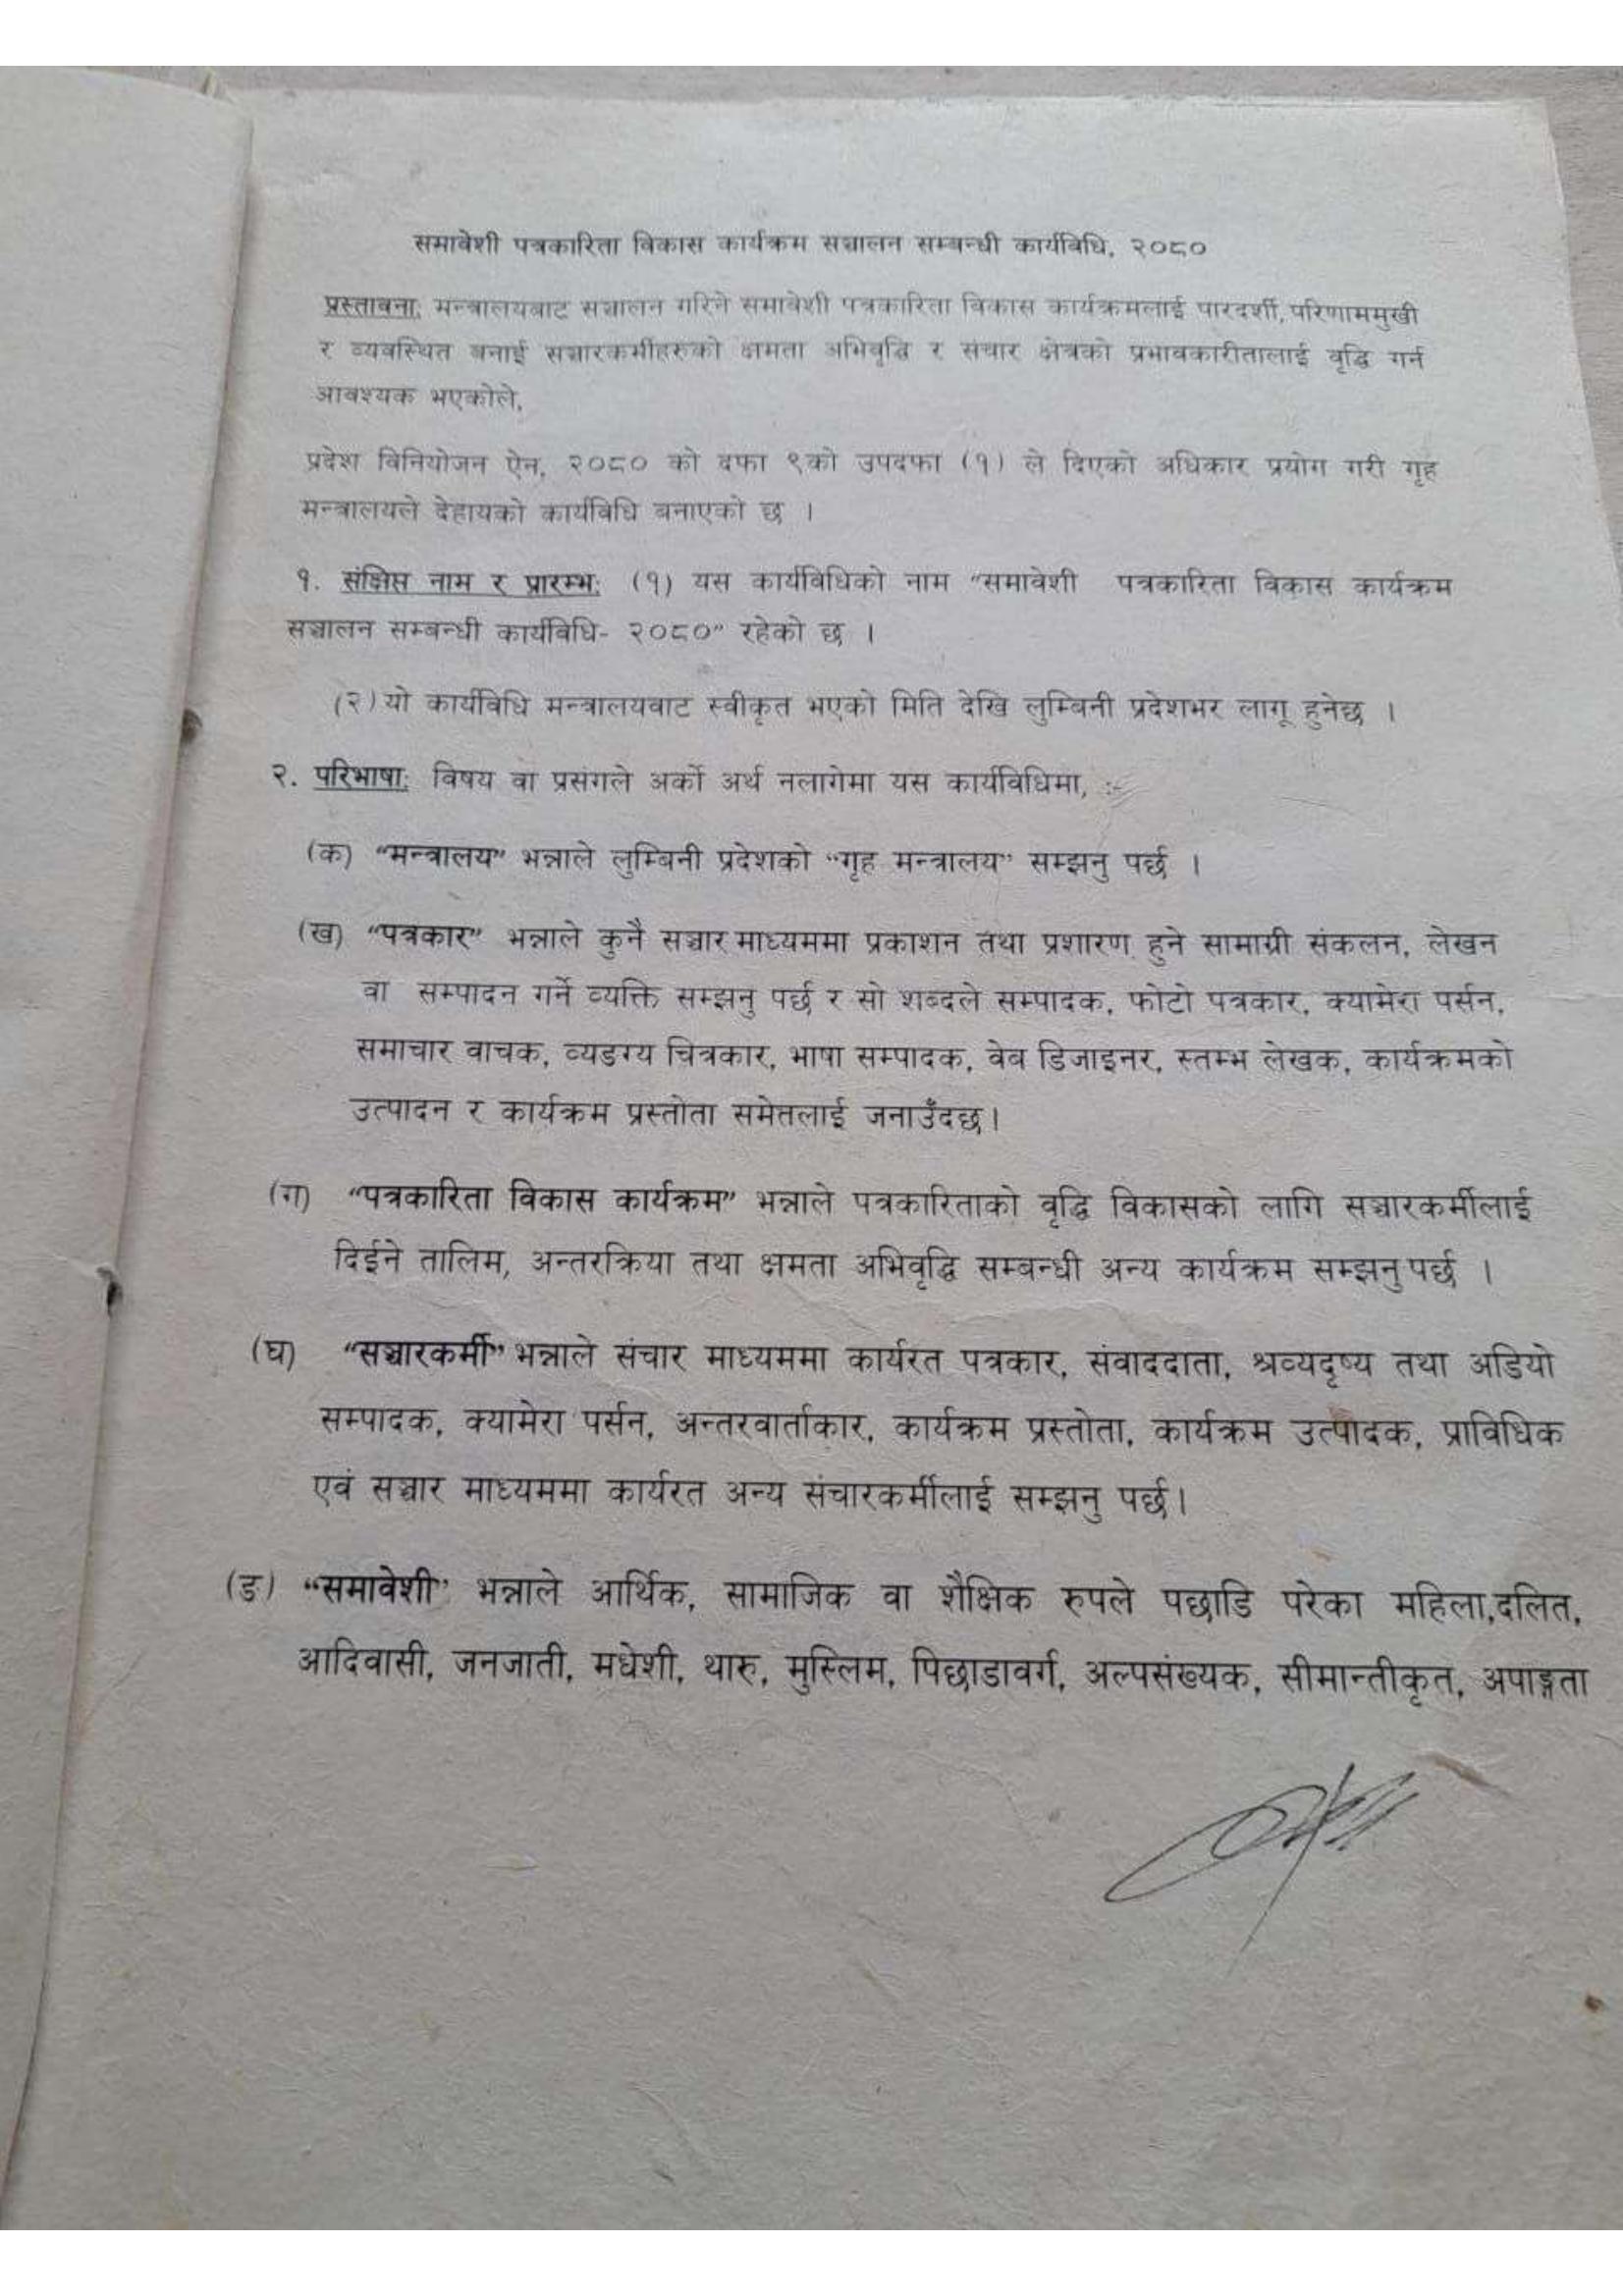 समावेशी पत्रकारिता विकास कार्यक्रम सञ्चालन सम्बन्धी कार्यविधि, २०८०
प्रस्तावना: मन्त्रालयबाट सञ्चालन गरिने समावेशी पत्रकारिता विकास कार्यक्रमलाई पारदर्शी, परिणाममुखी
र व्यवस्थित बनाई सञ्चारकर्मीहरुको क्षमता अभिवृद्धि र संचार क्षेत्रको प्रभावकारीतालाई वृद्धि गर्न
आवश्यक भएकोले,
प्रदेश विनियोजन ऐन, २०८० को दफा ९को उपदफा (१) ले दिएको अधिकार प्रयोग गरी गृह
मन्त्रालयले देहायको कार्यविधि बनाएको छ ।
१. संक्षिप्त नाम र प्रारम्भ: (१) यस कार्यविधिको नाम "समावेशी पत्रकारिता विकास कार्यक्रम
सञ्चालन सम्बन्धी कार्यविधि- २०८०" रहेको छ ।
(२) यो कार्यविधि मन्त्रालयवाट स्वीकृत भएको मिति देखि लुम्बिनी प्रदेशभर लागू हुनेछ ।
२. परिभाषा: विषय वा प्रसंगले अर्को अर्थ नलागेमा यस कार्यविधिमा, :-
(क) "मन्त्रालय" भन्नाले लुम्बिनी प्रदेशको "गृह मन्त्रालय" सम्झनु पर्छ ।
(ख) "पत्रकार" भन्नाले कुनै सञ्चार माध्यममा प्रकाशन तथा प्रशारण हुने सामाग्री संकलन, लेखन
वा सम्पादन गर्ने व्यक्ति सम्झनु पर्छ र सो शब्दले सम्पादक, फोटो पत्रकार, क्यामेरा पर्सन,
समाचार वाचक, व्यडग्य चित्रकार, भाषा सम्पादक, वेब डिजाइनर, स्तम्भ लेखक, कार्यक्रमको
उत्पादन र कार्यक्रम प्रस्तोता समेतलाई जनाउँदछ।
(ग) "पत्रकारिता विकास कार्यक्रम" भन्नाले पत्रकारिताको वृद्धि विकासको लागि सञ्चारकर्मीलाई
दिईने तालिम, अन्तरक्रिया तथा क्षमता अभिवृद्धि सम्बन्धी अन्य कार्यक्रम सम्झनु पर्छ ।
(घ) "सञ्चारकर्मी" भन्नाले संचार माध्यममा कार्यरत पत्रकार, संवाददाता, श्रव्यदृष्य तथा अडियो
सम्पादक, क्यामेरा पर्सन, अन्तरवार्ताकार, कार्यक्रम प्रस्तोता, कार्यक्रम उत्पादक, प्राविधिक
एवं सञ्चार माध्यममा कार्यरत अन्य संचारकर्मीलाई सम्झनु पर्छ।
(ङ) "समावेशी" भन्नाले आर्थिक, सामाजिक वा शैक्षिक रुपले पछाडि परेका महिला,दलित,
आदिवासी, जनजाती, मधेशी, थारु, मुस्लिम, पिछाडावर्ग, अल्पसंख्यक, सीमान्तीकृत, अपाङ्गता